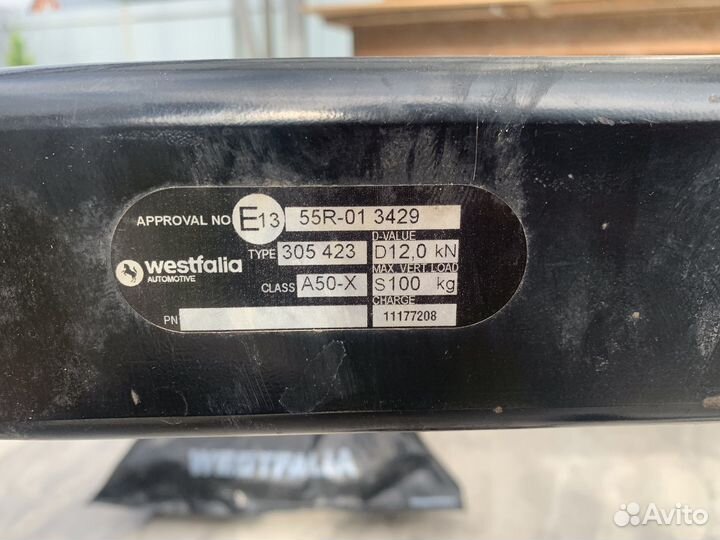 APPROVAL NO E13 55R-01 3429
D-VALUE
TYPE 305 423 D12,0 kN
westfalia
AUTOMOTIVE
MAX. VERT. LOAD
CLASS A50-X S100 kg
CHARGE
PN 11177208
WESTFALIA
Avito